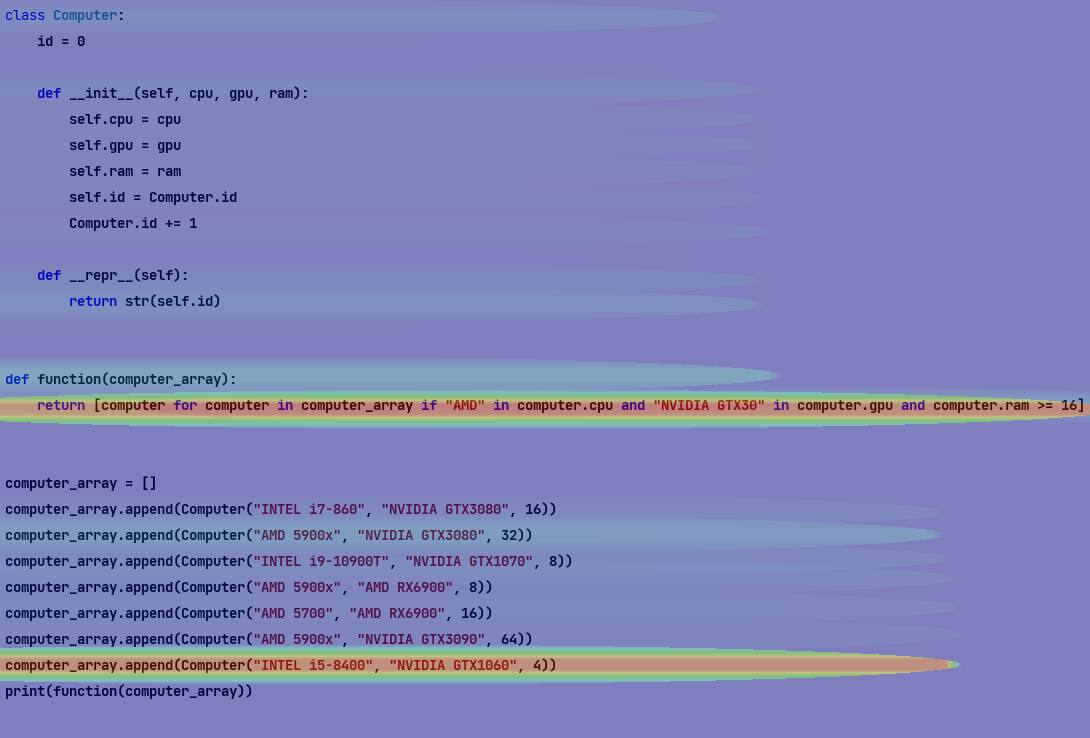 class Computer:
    id = 0
    def __init__(self, cpu, gpu, ram):
        self.cpu = cpu
        self.gpu = gpu
        self.ram = ram
        self.id = Computer.id
        Computer.id += 1
    def __repr__(self):
        return str(self.id)
def function(computer_array):
    return [computer for computer in computer_array if "AMD" in computer.cpu and "NVIDIA GTX30" in computer.gpu and computer.ram >= 16]
computer_array = []
computer_array.append(Computer("INTEL i7-860", "NVIDIA GTX3080", 16))
computer_array.append(Computer("AMD 5900x", "NVIDIA GTX3080", 32))
computer_array.append(Computer("INTEL i9-10900T", "NVIDIA GTX1070", 8))
computer_array.append(Computer("AMD 5900x", "AMD RX6900", 8))
computer_array.append(Computer("AMD 5700", "AMD RX6900", 16))
computer_array.append(Computer("AMD 5900x", "NVIDIA GTX3090", 64))
computer_array.append(Computer("INTEL i5-8400", "NVIDIA GTX1060", 4))
print(function(computer_array))